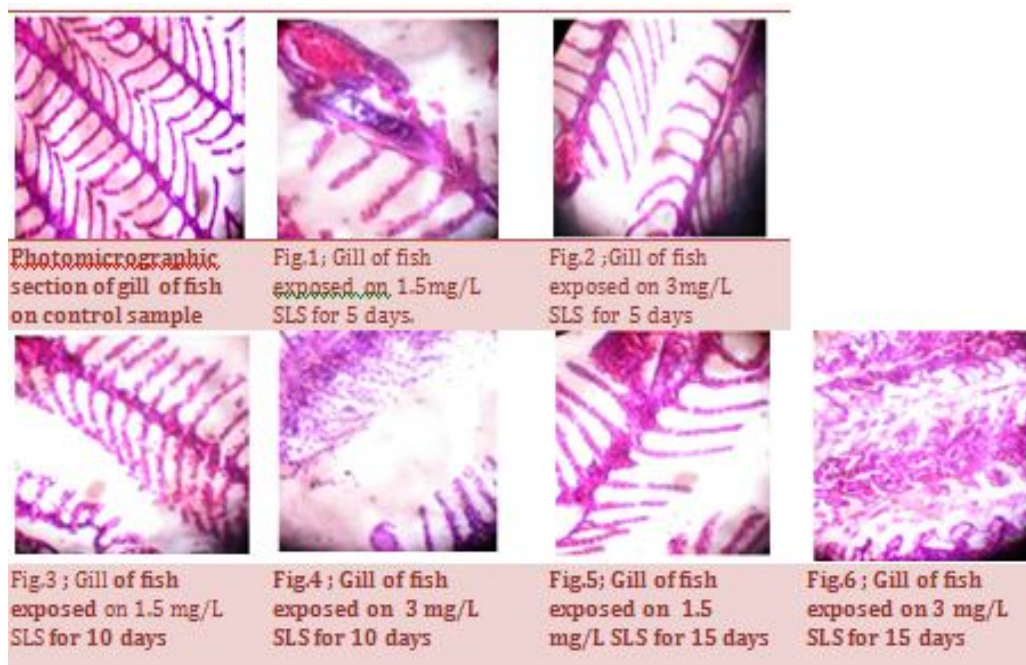 Photomicrographic
section of gill of fish
on control sample
Fig.1; Gill of fish
exposed on 1.5mg/L
SLS for 5 days.
Fig.2 ;Gill of fish
exposed on 3mg/L
SLS for 5 days
Fig.3 ; Gill of fish
exposed on 1.5 mg/L
SLS for 10 days
Fig.4 ; Gill of fish
exposed on 3 mg/L
SLS for 10 days
Fig.5; Gill of fish
exposed on 1.5
mg/L SLS for 15 days
Fig.6; Gill of fish
exposed on 3 mg/L
SLS for 15 days